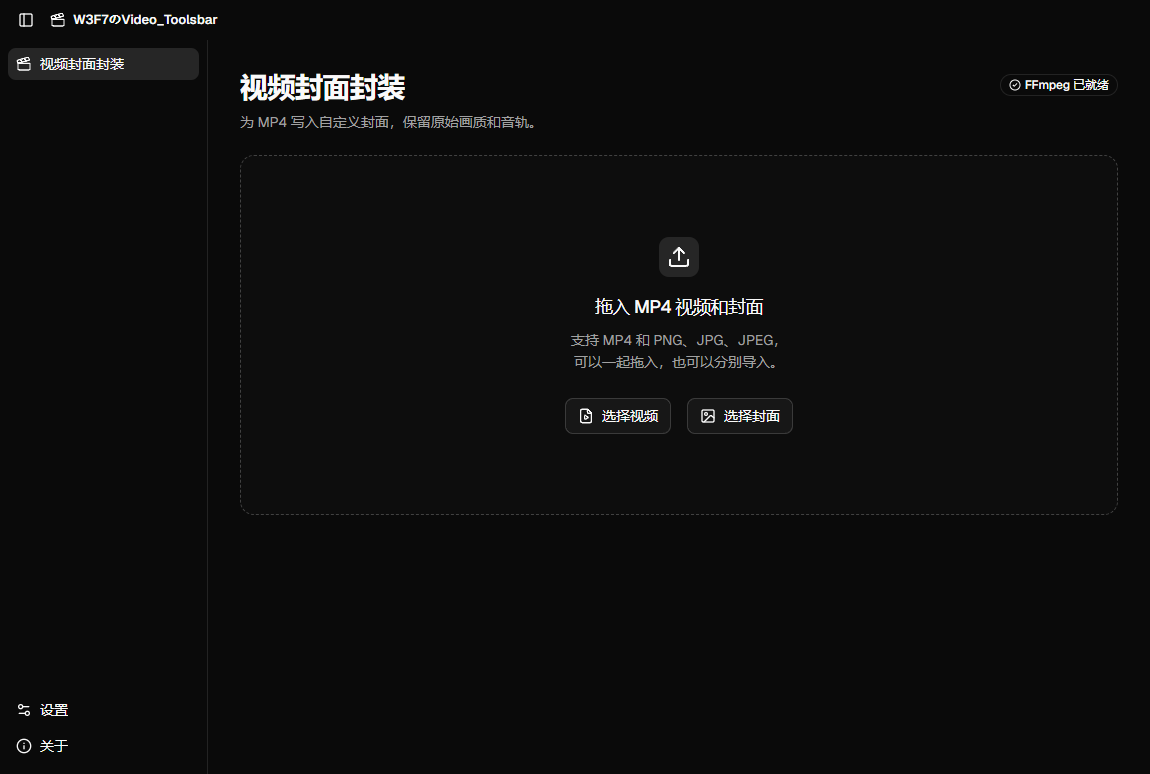 W3F7のVideo_Toolsbar
视频封面封装
视频封面封装
FFmpeg 已就绪
为 MP4 写入自定义封面，保留原始画质和音轨。
拖入 MP4 视频和封面
支持 MP4 和 PNG、JPG、JPEG，
可以一起拖入，也可以分别导入。
选择视频
选择封面
设置
关于